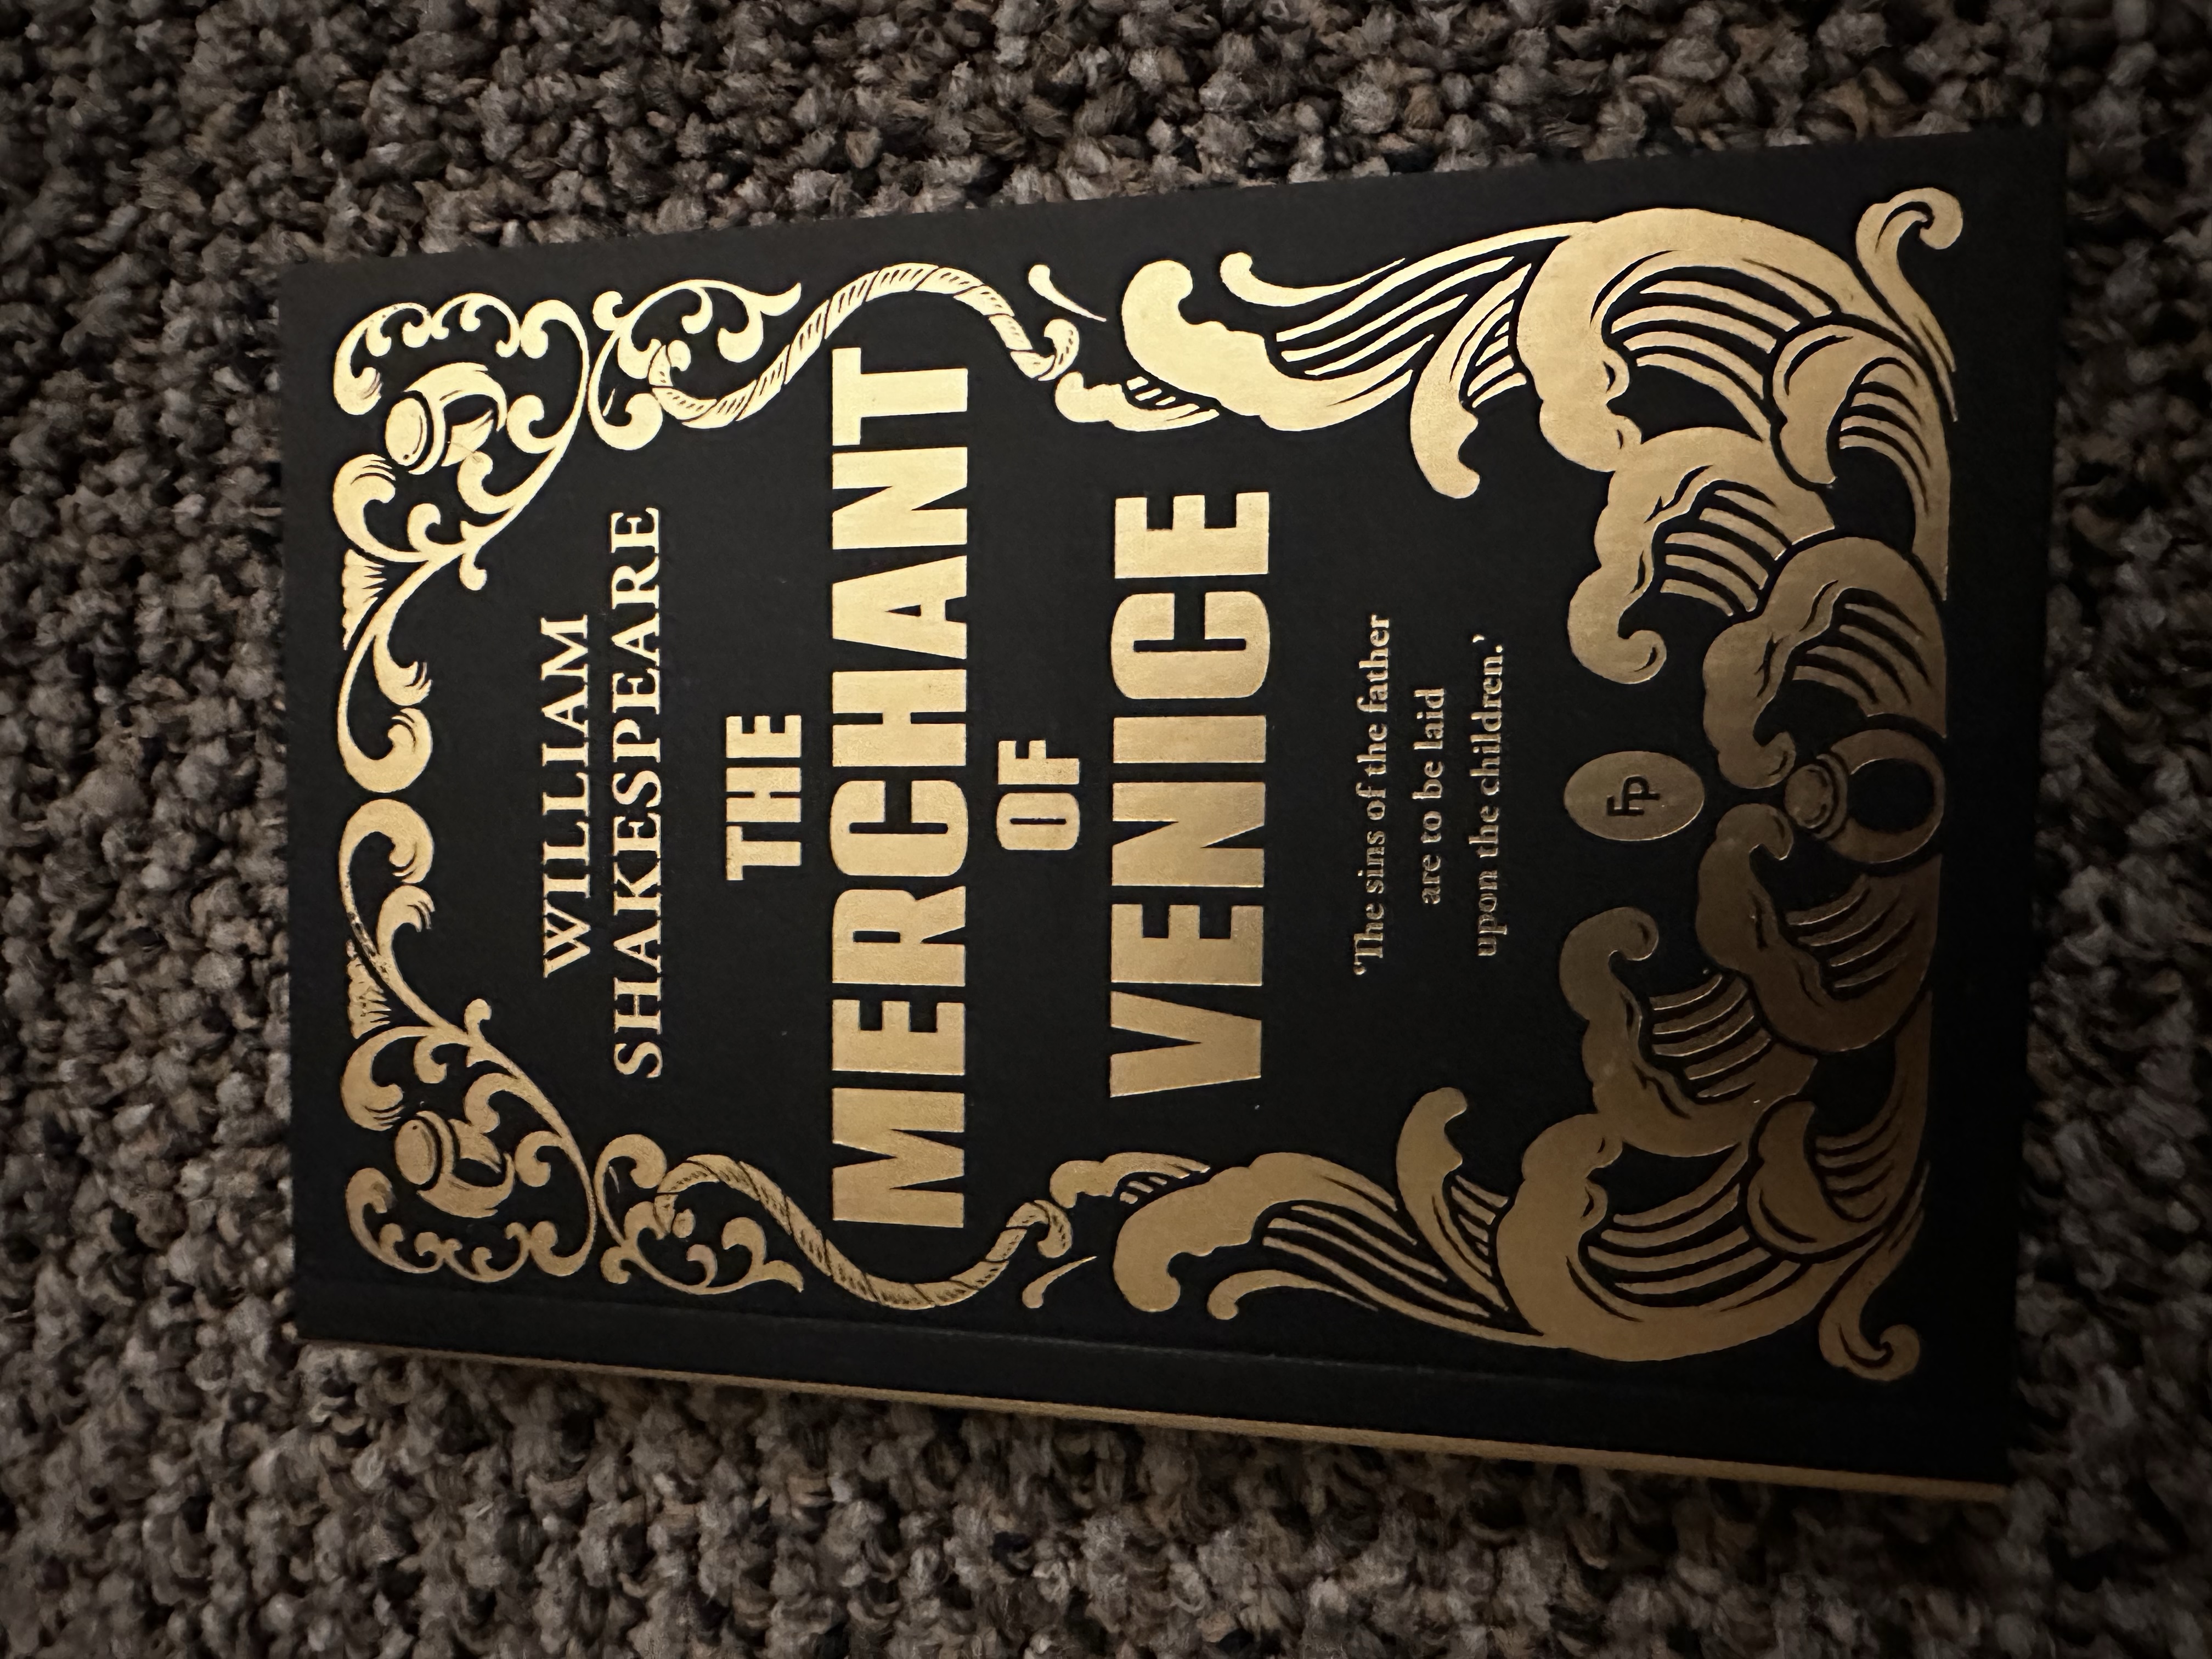 WILLIAM
SHAKESPEARE
THE
MERCHANT
OF
VENICE
‘The sins of the father
are to be laid
upon the children.’
FP